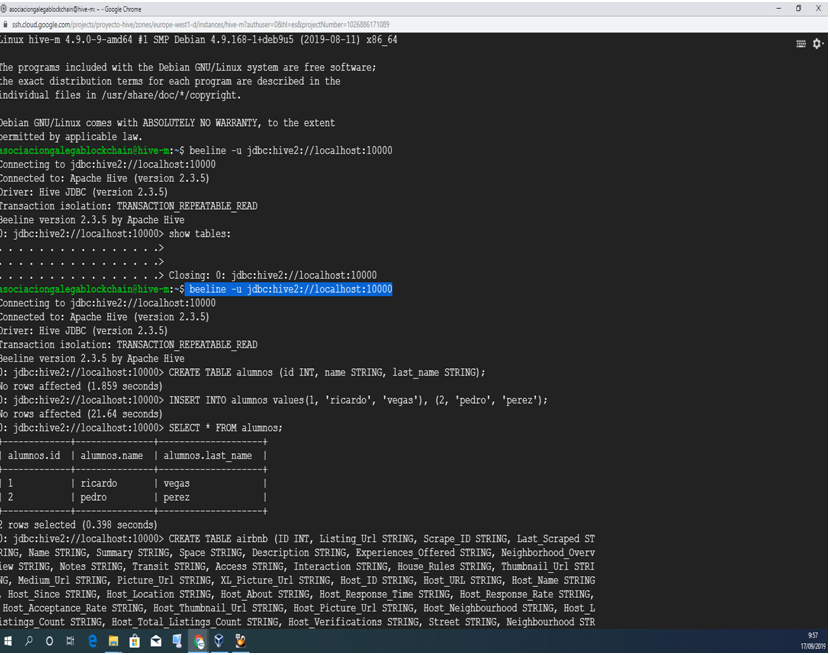 asociaciongalegablockchain@hive-m: ~ - Google Chrome
ssh.cloud.google.com/projects/proyecto-hive/zones/europe-west1-d/instances/hive-m?authuser=0&hl=es&projectNumber=1026886171089
Linux hive-m 4.9.0-9-amd64 #1 SMP Debian 4.9.168-1+deb9u5 (2019-08-11) x86_64
The programs included with the Debian GNU/Linux system are free software;
the exact distribution terms for each program are described in the
individual files in /usr/share/doc/*/copyright.
Debian GNU/Linux comes with ABSOLUTELY NO WARRANTY, to the extent
permitted by applicable law.
asociaciongalegablockchain@hive-m:~$ beeline -u jdbc:hive2://localhost:10000
Connecting to jdbc:hive2://localhost:10000
Connected to: Apache Hive (version 2.3.5)
Driver: Hive JDBC (version 2.3.5)
Transaction isolation: TRANSACTION_REPEATABLE_READ
Beeline version 2.3.5 by Apache Hive
0: jdbc:hive2://localhost:10000> show tables:
. . . . . . . . . . . . . . . .>
. . . . . . . . . . . . . . . .>
. . . . . . . . . . . . . . . .> Closing: 0: jdbc:hive2://localhost:10000
asociaciongalegablockchain@hive-m:~$ beeline -u jdbc:hive2://localhost:10000
Connecting to jdbc:hive2://localhost:10000
Connected to: Apache Hive (version 2.3.5)
Driver: Hive JDBC (version 2.3.5)
Transaction isolation: TRANSACTION_REPEATABLE_READ
Beeline version 2.3.5 by Apache Hive
0: jdbc:hive2://localhost:10000> CREATE TABLE alumnos (id INT, name STRING, last_name STRING);
No rows affected (1.859 seconds)
0: jdbc:hive2://localhost:10000> INSERT INTO alumnos values(1, 'ricardo', 'vegas'), (2, 'pedro', 'perez');
No rows affected (21.64 seconds)
0: jdbc:hive2://localhost:10000> SELECT * FROM alumnos;
+-------------+---------------+--------------------+
| alumnos.id | alumnos.name | alumnos.last_name |
+-------------+---------------+--------------------+
| 1 | ricardo | vegas |
| 2 | pedro | perez |
+-------------+---------------+--------------------+
2 rows selected (0.398 seconds)
0: jdbc:hive2://localhost:10000> CREATE TABLE airbnb (ID INT, Listing_Url STRING, Scrape_ID STRING, Last_Scraped ST
RING, Name STRING, Summary STRING, Space STRING, Description STRING, Experiences_Offered STRING, Neighborhood_Overv
iew STRING, Notes STRING, Transit STRING, Access STRING, Interaction STRING, House_Rules STRING, Thumbnail_Url STRI
NG, Medium_Url STRING, Picture_Url STRING, XL_Picture_Url STRING, Host_ID STRING, Host_URL STRING, Host_Name STRING
, Host_Since STRING, Host_Location STRING, Host_About STRING, Host_Response_Time STRING, Host_Response_Rate STRING,
Host_Acceptance_Rate STRING, Host_Thumbnail_Url STRING, Host_Picture_Url STRING, Host_Neighbourhood STRING, Host_L
istings_Count STRING, Host_Total_Listings_Count STRING, Host_Verifications STRING, Street STRING, Neighbourhood STR
9:57
17/09/2019